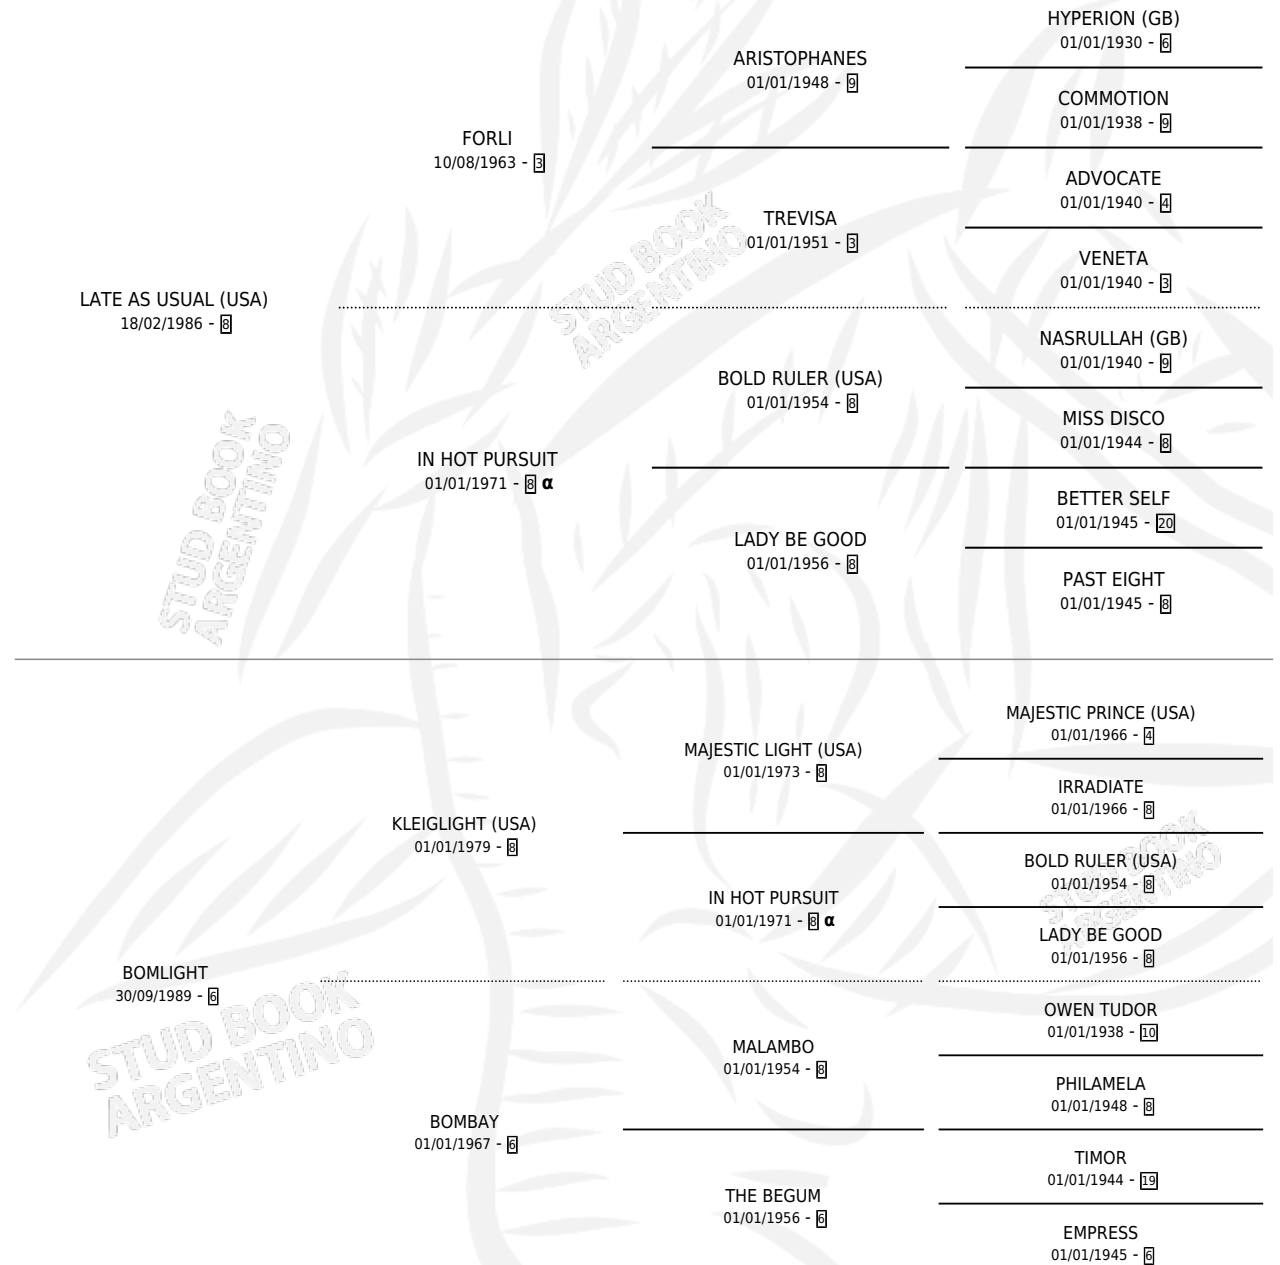 HYPERION (GB)
01/01/1930 - 6
ARISTOPHANES
01/01/1948 - 9
COMMOTION
01/01/1938 - 9
FORLI
10/08/1963 - 3
ADVOCATE
01/01/1940 - 4
TREVISA
01/01/1951 - 3
VENETA
01/01/1940 - 3
LATE AS USUAL (USA)
18/02/1986 - 8
STUD BOOK
ARGENTINO
NASRULLAH (GB)
01/01/1940 - 9
BOLD RULER (USA)
01/01/1954 - 8
MISS DISCO
01/01/1944 - 8
IN HOT PURSUIT
01/01/1971 - 8 α
BETTER SELF
01/01/1945 - 20
LADY BE GOOD
01/01/1956 - 8
PAST EIGHT
01/01/1945 - 8
STUD BOOK
ARGENTINO
MAJESTIC PRINCE (USA)
01/01/1966 - 4
MAJESTIC LIGHT (USA)
01/01/1973 - 8
IRRADIATE
01/01/1966 - 8
KLEIGLIGHT (USA)
01/01/1979 - 8
BOLD RULER (USA)
01/01/1954 - 8
IN HOT PURSUIT
01/01/1971 - 8 α
LADY BE GOOD
01/01/1956 - 8
STUD BOOK
ARGENTINO
BOMLIGHT
30/09/1989 - 6
OWEN TUDOR
01/01/1938 - 10
MALAMBO
01/01/1954 - 8
PHILAMELA
01/01/1948 - 8
BOMBAY
01/01/1967 - 6
TIMOR
01/01/1944 - 19
THE BEGUM
01/01/1956 - 6
EMPRESS
01/01/1945 - 6
STUD BOOK
ARGENTINO